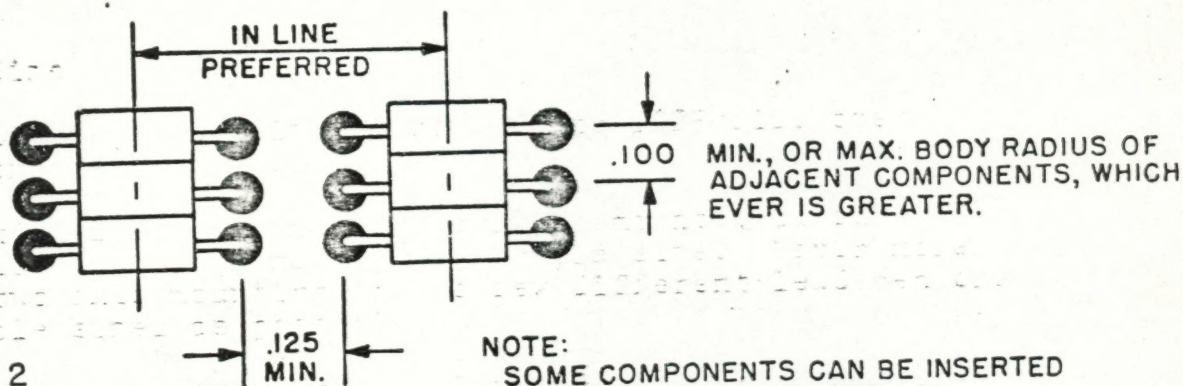 IN LINE
PREFERRED
.100 MIN., OR MAX. BODY RADIUS OF
ADJACENT COMPONENTS, WHICH
EVER IS GREATER.
.125
MIN.
2
NOTE:
SOME COMPONENTS CAN BE INSERTED